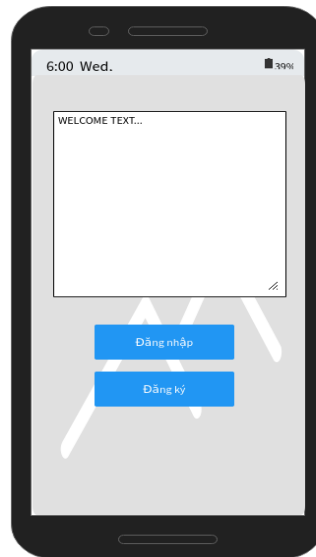 6:00 Wed.
39%
WELCOME TEXT...
Đăng nhập
Đăng ký